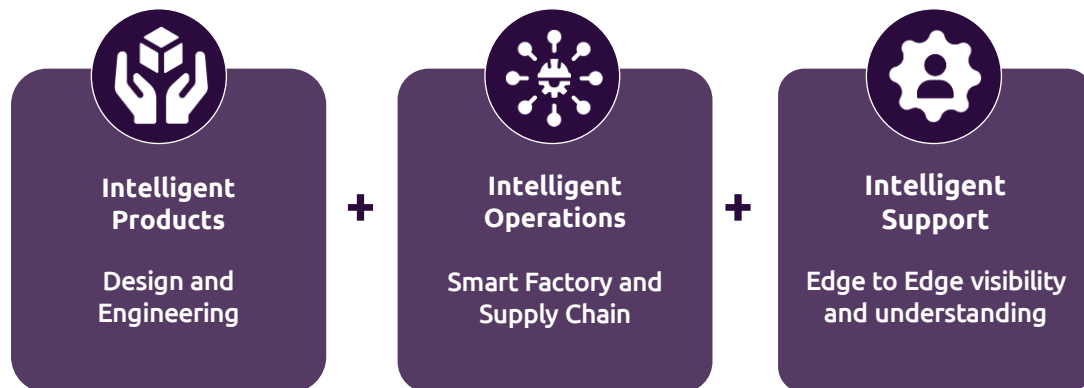 Intelligent
Products
Design and
Engineering
+
Intelligent
Operations
Smart Factory and
Supply Chain
+
Intelligent
Support
Edge to Edge visibility
and understanding